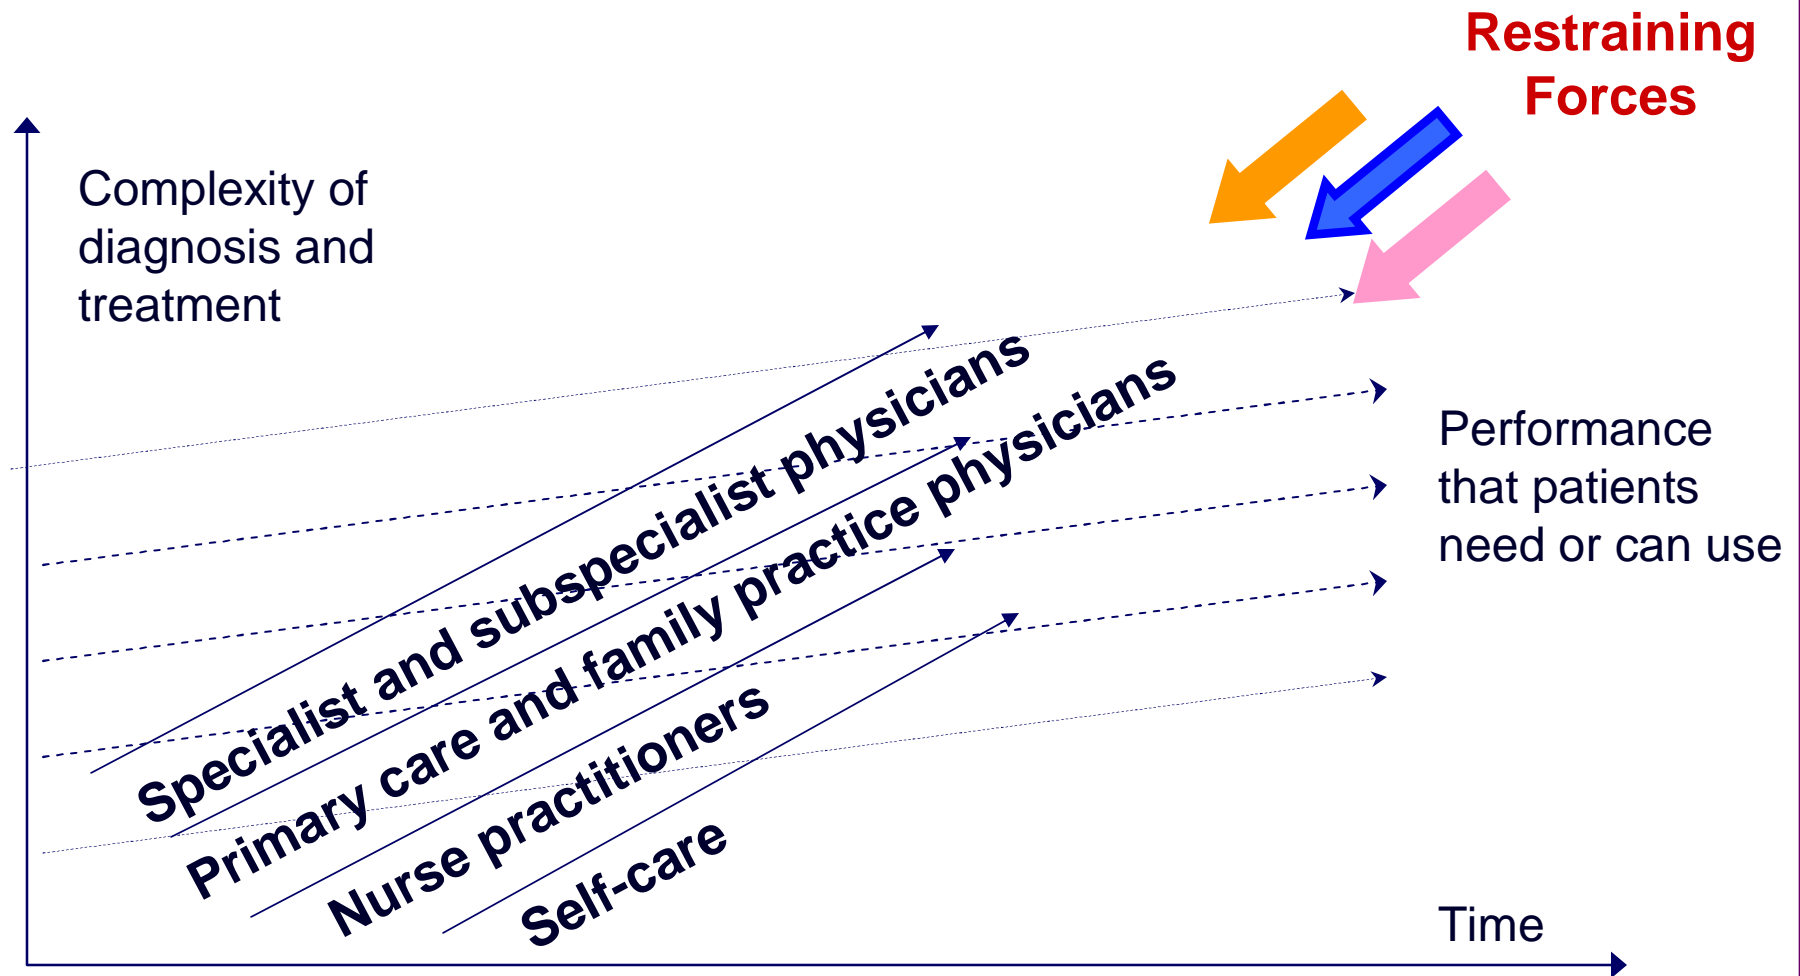 Restraining
Forces
Complexity of
diagnosis and
treatment
Specialist and subspecialist physicians
Primary care and family practice physicians
Nurse practitioners
Self-care
Performance
that patients
need or can use
Time